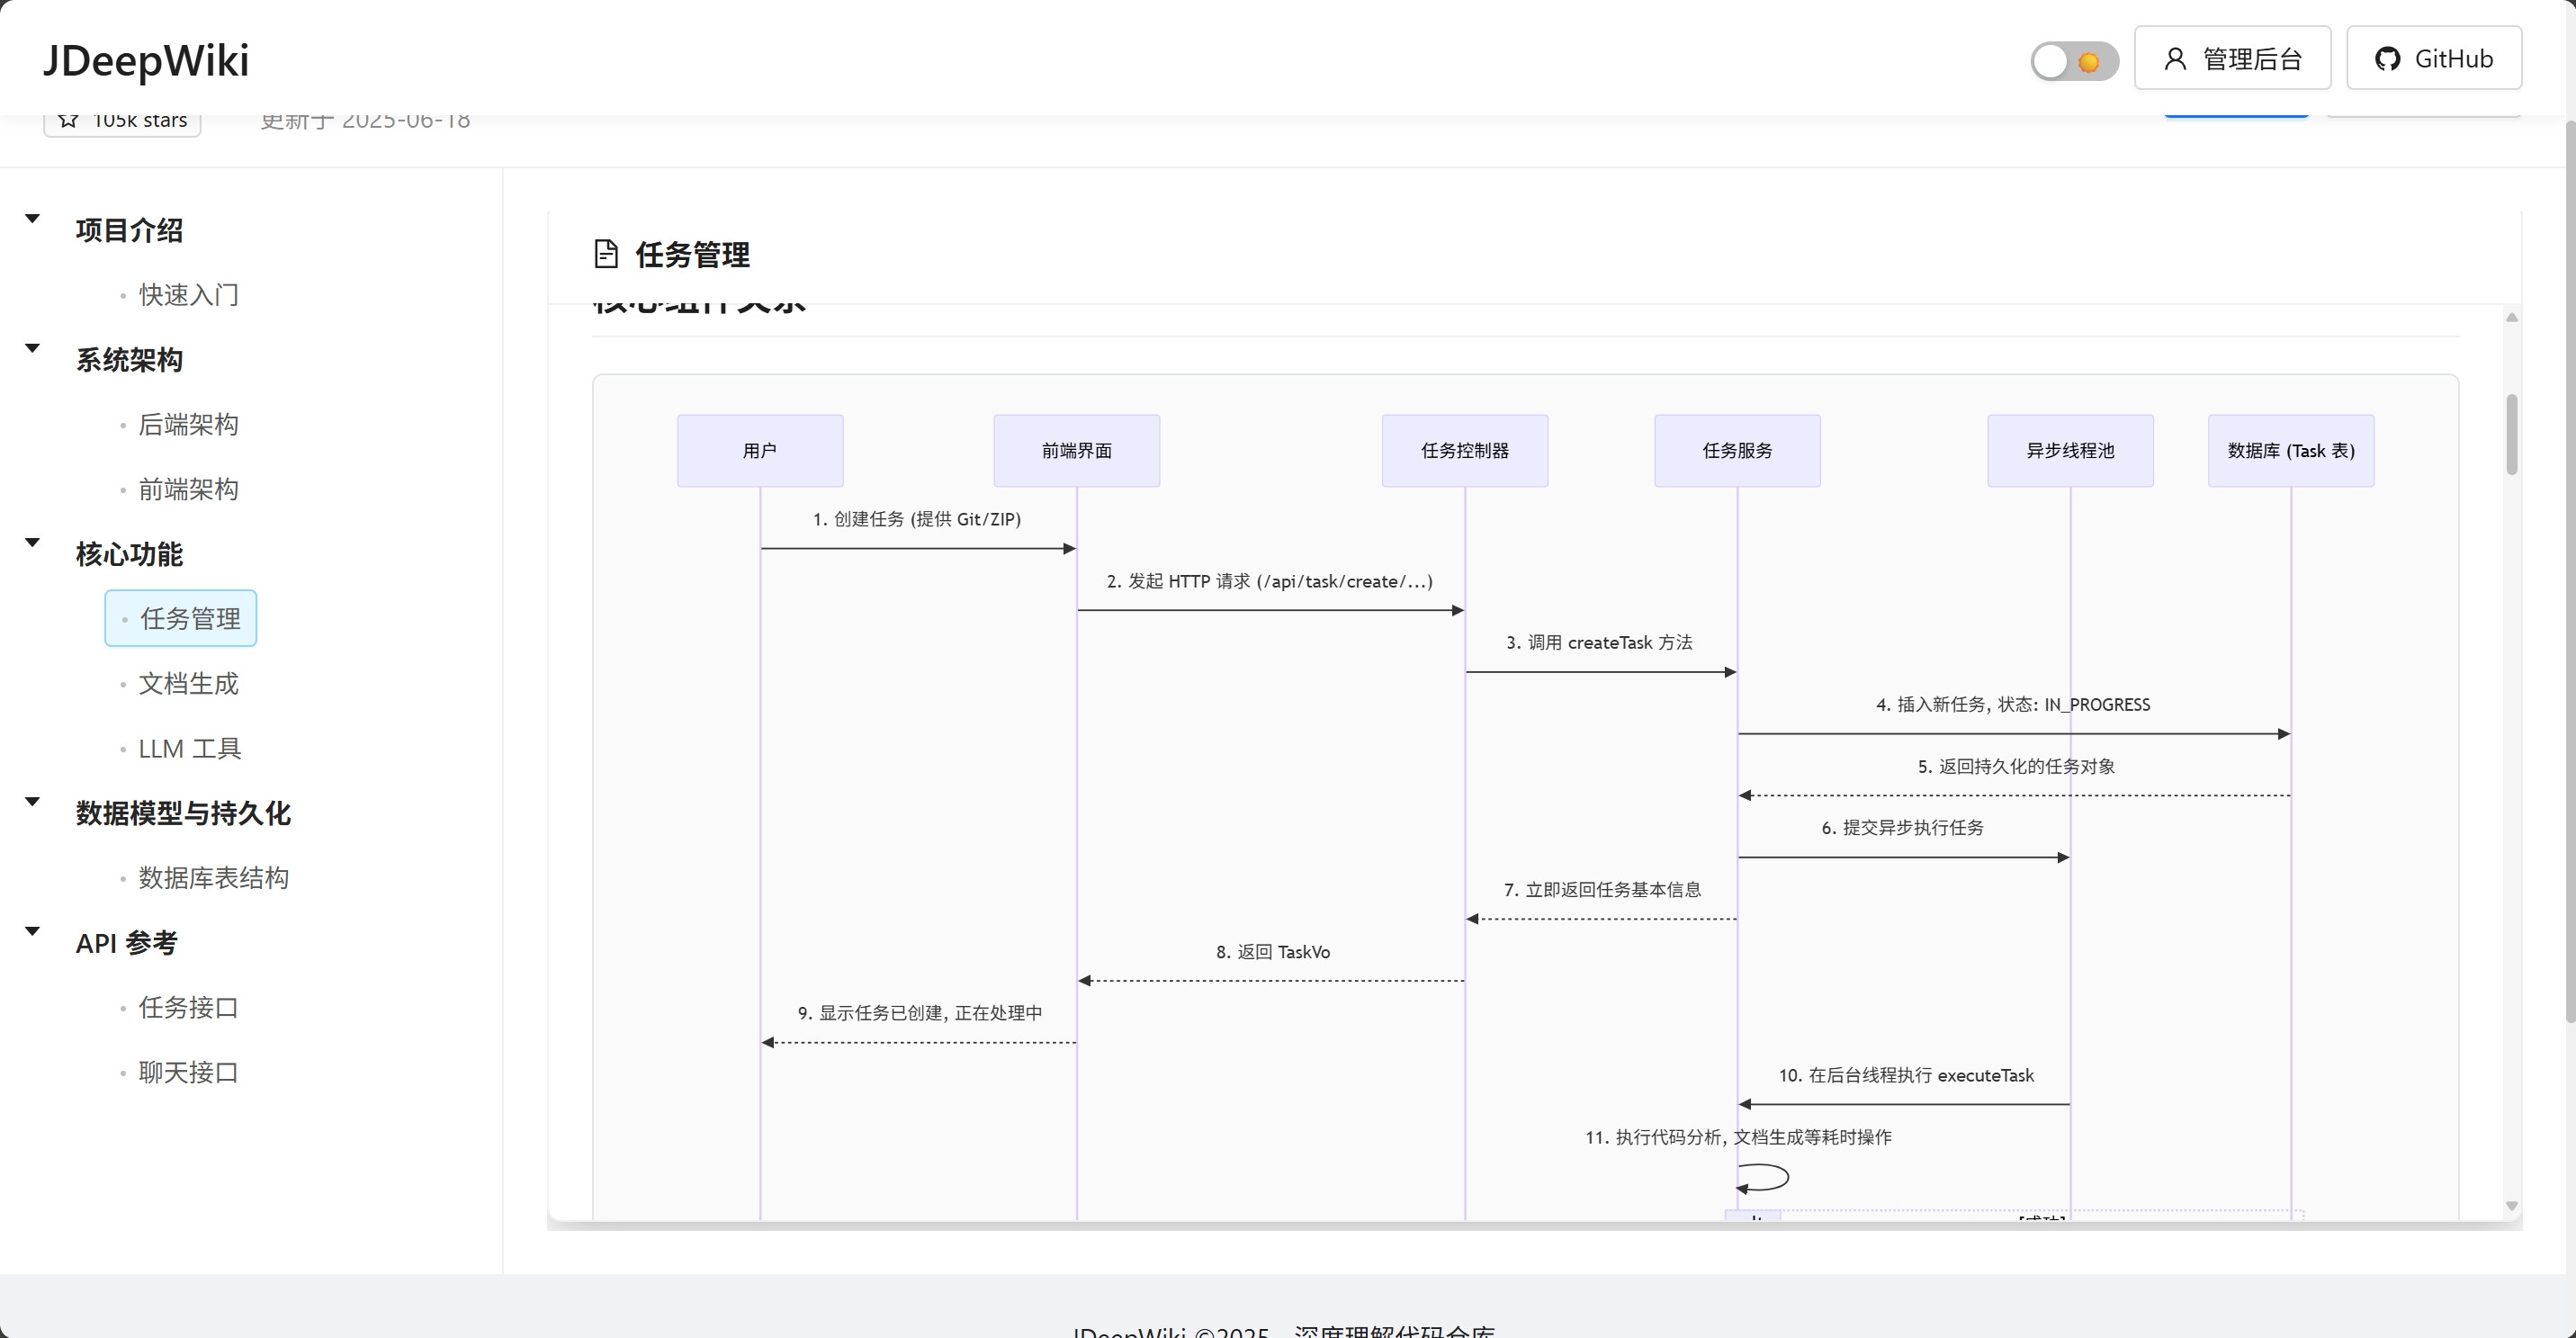 JDeepWiki
管理后台
GitHub
105k stars
更新于 2025-06-18
项目介绍
快速入门
系统架构
后端架构
前端架构
核心功能
任务管理
文档生成
LLM 工具
数据模型与持久化
数据库表结构
API 参考
任务接口
聊天接口
任务管理
核心组件关系
用户
前端界面
任务控制器
任务服务
异步线程池
数据库 (Task 表)
1. 创建任务 (提供 Git/ZIP)
2. 发起 HTTP 请求 (/api/task/create/...)
3. 调用 createTask 方法
4. 插入新任务, 状态: IN_PROGRESS
5. 返回持久化的任务对象
6. 提交异步执行任务
7. 立即返回任务基本信息
8. 返回 TaskVo
9. 显示任务已创建, 正在处理中
10. 在后台线程执行 executeTask
11. 执行代码分析, 文档生成等耗时操作
[成功]
JDeepWiki ©2025 - 深度理解代码仓库